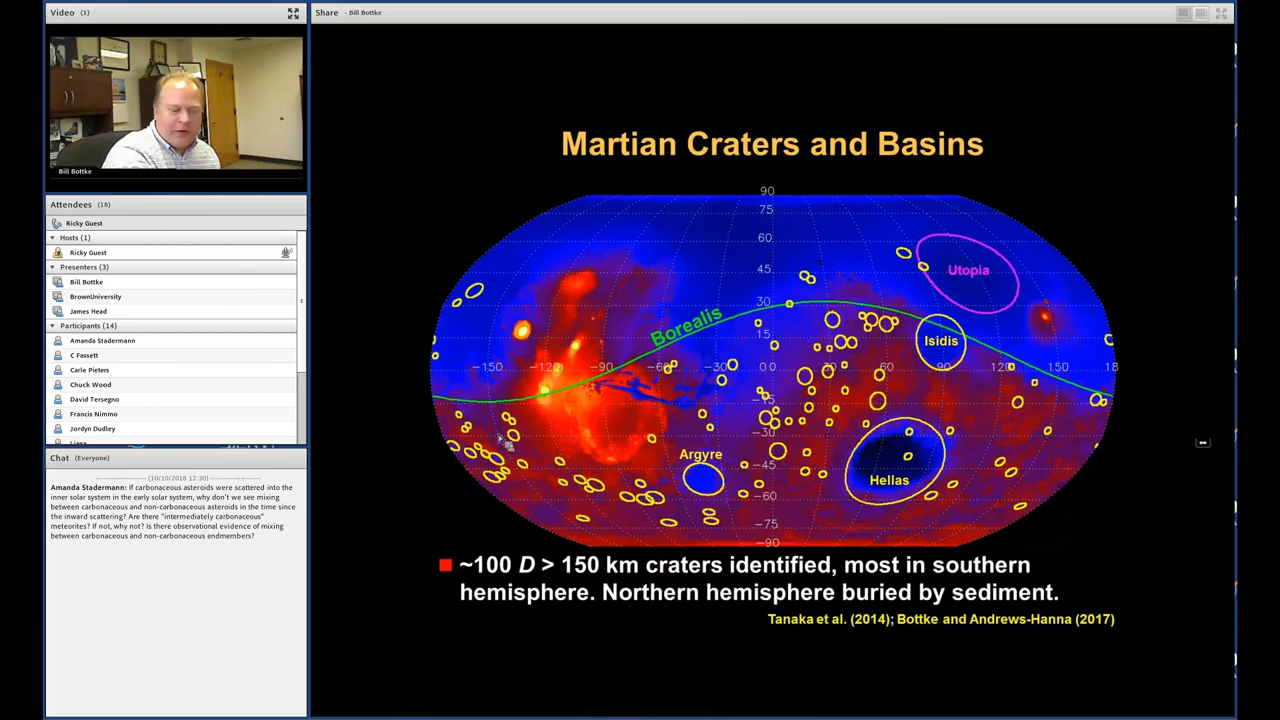 Video (1)
Bill Bottke
Attendees (18)
Ricky Guest
Hosts (1)
Ricky Guest
Presenters (3)
Bill Bottke
BrownUniversity
James Head
Participants (14)
Amanda Stadermann
C Fassett
Carle Pieters
Chuck Wood
David Tersegno
Francis Nimmo
Jordyn Dudley
Chat (Everyone)
(10/10/2018 12:30)
Amanda Stadermann: If carbonaceous asteroids were scattered into the
inner solar system in the early solar system, why don't we see mixing
between carbonaceous and non-carbonaceous asteroids in the time since
the inward scattering? Are there "intermediately carbonaceous"
meteorites? If not, why not? Is there observational evidence of mixing
between carbonaceous and non-carbonaceous endmembers?
Share - Bill Bottke
Martian Craters and Basins
90
75
60
45
30
15
-150 -120 -90 -60 -30 0 0 30 60 90 120 150 18
-15
-30
-45
-60
-75
-90
Borealis
Utopia
Isidis
Argyre
Hellas
~100 D > 150 km craters identified, most in southern
hemisphere. Northern hemisphere buried by sediment.
Tanaka et al. (2014); Bottke and Andrews-Hanna (2017)